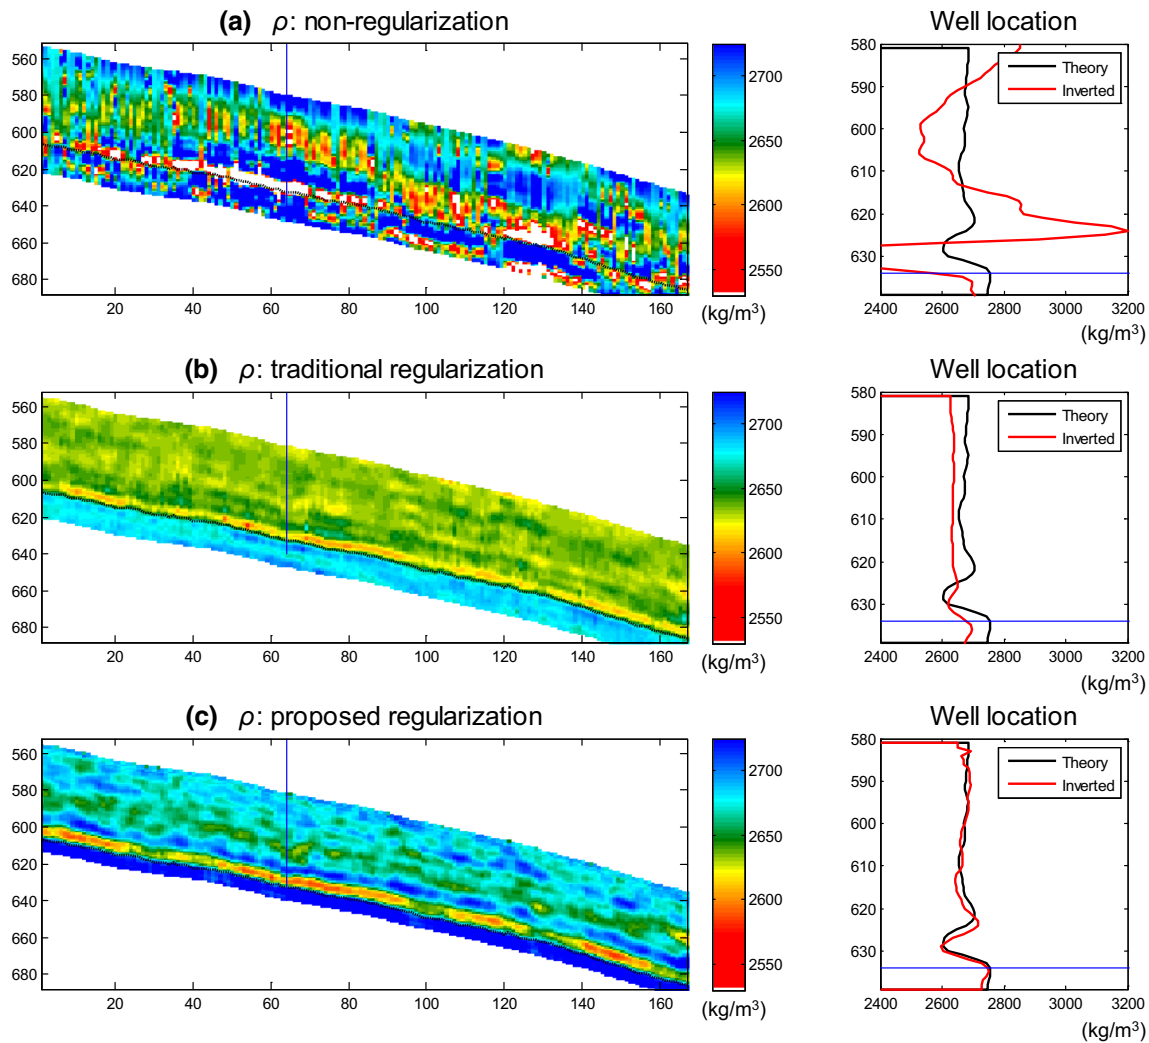 (a) ρ: non-regularization
Well location
560
580
600
620
640
660
680
20 40 60 80 100 120 140 160
2700
2650
2600
2550
(kg/m³)
580
590
600
610
620
630
Theory
Inverted
2400 2600 2800 3000 3200
(kg/m³)
(b) ρ: traditional regularization
Well location
560
580
600
620
640
660
680
20 40 60 80 100 120 140 160
2700
2650
2600
2550
(kg/m³)
580
590
600
610
620
630
Theory
Inverted
2400 2600 2800 3000 3200
(kg/m³)
(c) ρ: proposed regularization
Well location
560
580
600
620
640
660
680
20 40 60 80 100 120 140 160
2700
2650
2600
2550
(kg/m³)
580
590
600
610
620
630
Theory
Inverted
2400 2600 2800 3000 3200
(kg/m³)